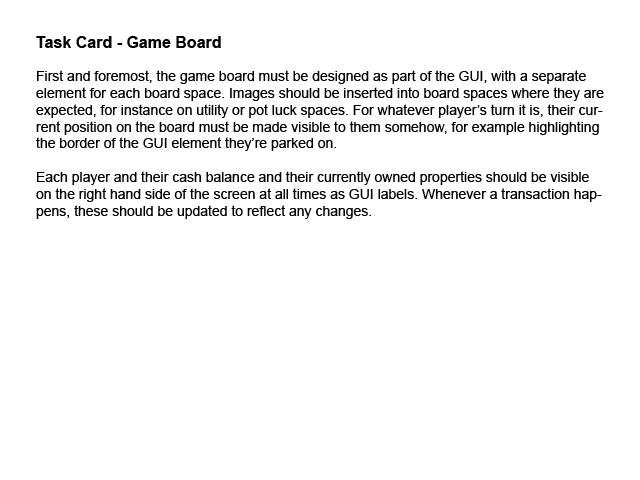 Task Card - Game Board
First and foremost, the game board must be designed as part of the GUI, with a separate
element for each board space. Images should be inserted into board spaces where they are
expected, for instance on utility or pot luck spaces. For whatever player’s turn it is, their cur-
rent position on the board must be made visible to them somehow, for example highlighting
the border of the GUI element they’re parked on.
Each player and their cash balance and their currently owned properties should be visible
on the right hand side of the screen at all times as GUI labels. Whenever a transaction hap-
pens, these should be updated to reflect any changes.